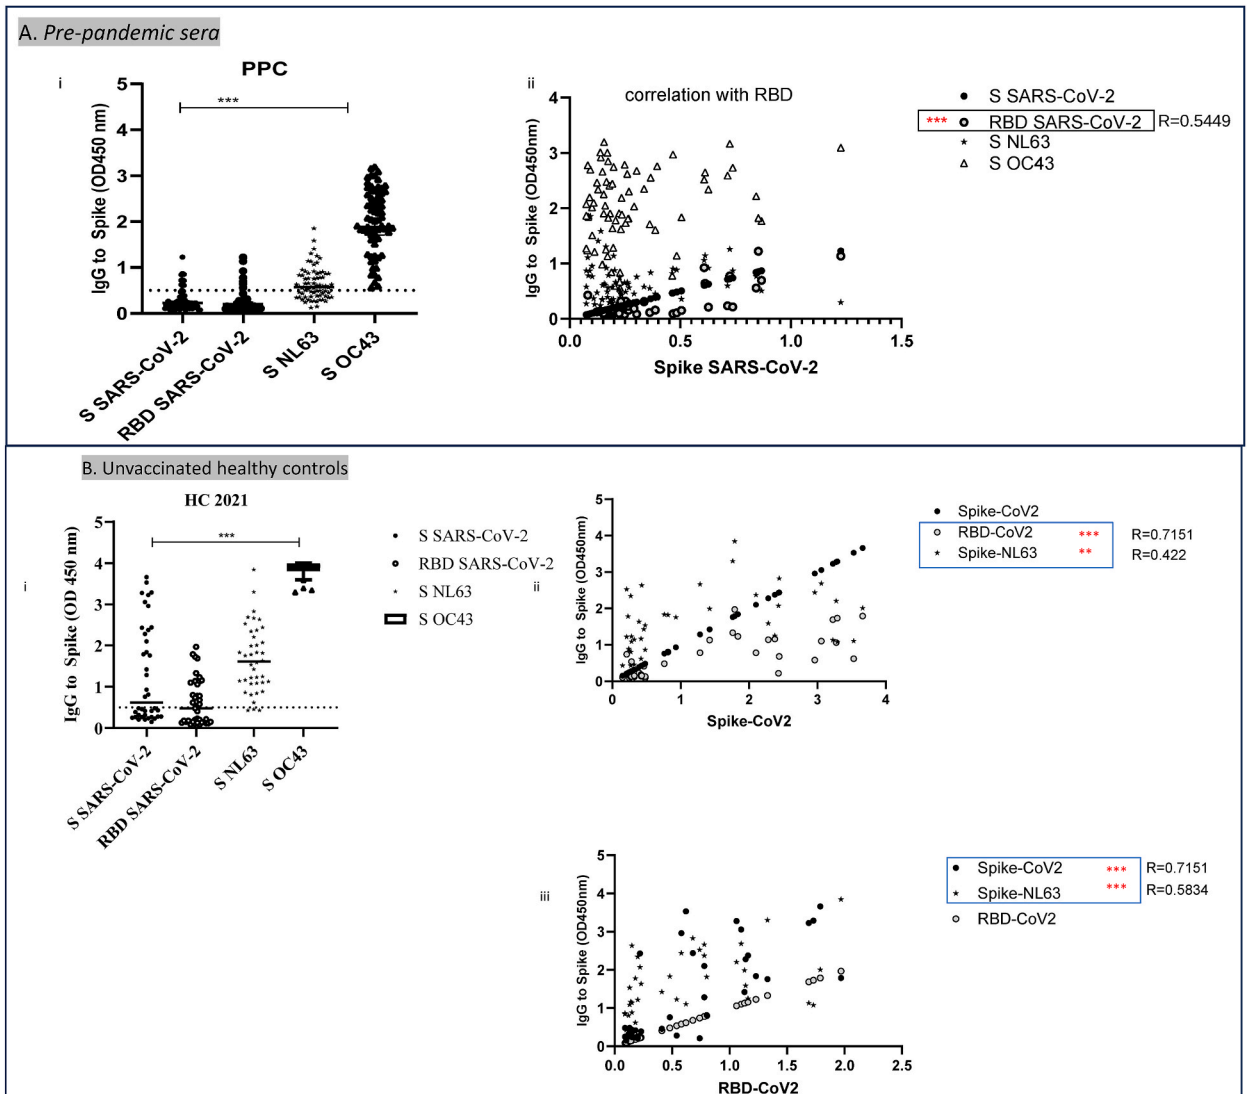 A. Pre-pandemic sera
i
PPC
IgG to Spike (OD450 nm)
5
4
3
2
1
0
***
S SARS-CoV-2
RBD SARS-CoV-2
S NL63
S OC43
ii
correlation with RBD
IgG to Spike (OD450nm)
4
3
2
1
0
0.0 0.5 1.0 1.5
Spike SARS-CoV-2
S SARS-CoV-2
*** RBD SARS-CoV-2 R=0.5449
S NL63
S OC43
B. Unvaccinated healthy controls
i
HC 2021
IgG to Spike (OD 450 nm)
5
4
3
2
1
0
***
S SARS-CoV-2
RBD SARS-CoV-2
S NL63
S OC43
S SARS-CoV-2
RBD SARS-CoV-2
S NL63
S OC43
ii
IgG to Spike (OD450nm)
5
4
3
2
1
0
0 1 2 3 4
Spike-CoV2
Spike-CoV2
RBD-CoV2 *** R=0.7151
Spike-NL63 ** R=0.422
iii
IgG to Spike (OD450nm)
5
4
3
2
1
0
0.0 0.5 1.0 1.5 2.0 2.5
RBD-CoV2
Spike-CoV2 *** R=0.7151
Spike-NL63 *** R=0.5834
RBD-CoV2